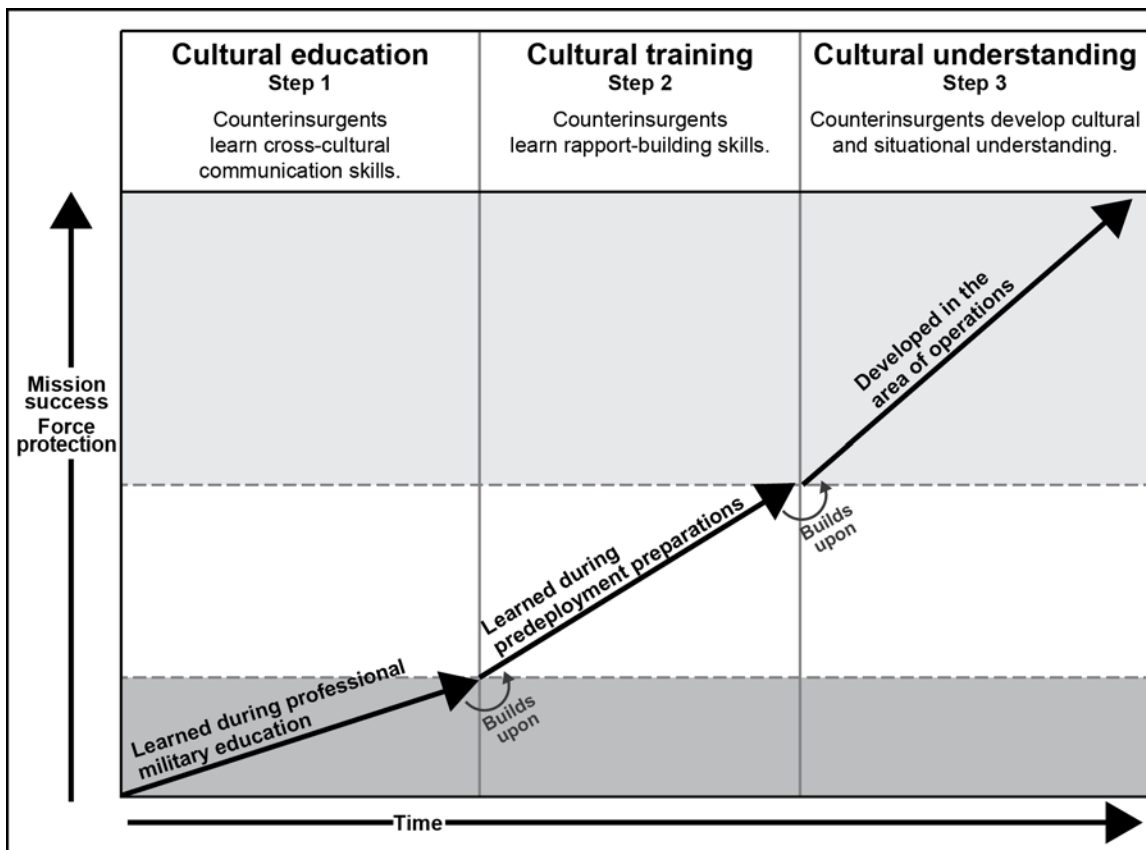 Cultural education
Step 1
Counterinsurgents
learn cross-cultural
communication skills.
Cultural training
Step 2
Counterinsurgents
learn rapport-building skills.
Cultural understanding
Step 3
Counterinsurgents develop cultural
and situational understanding.
Mission
success
Force
protection
Developed in the
area of operations
Builds
upon
Learned during
predeployment preparations
Builds
upon
Learned during professional
military education
Time